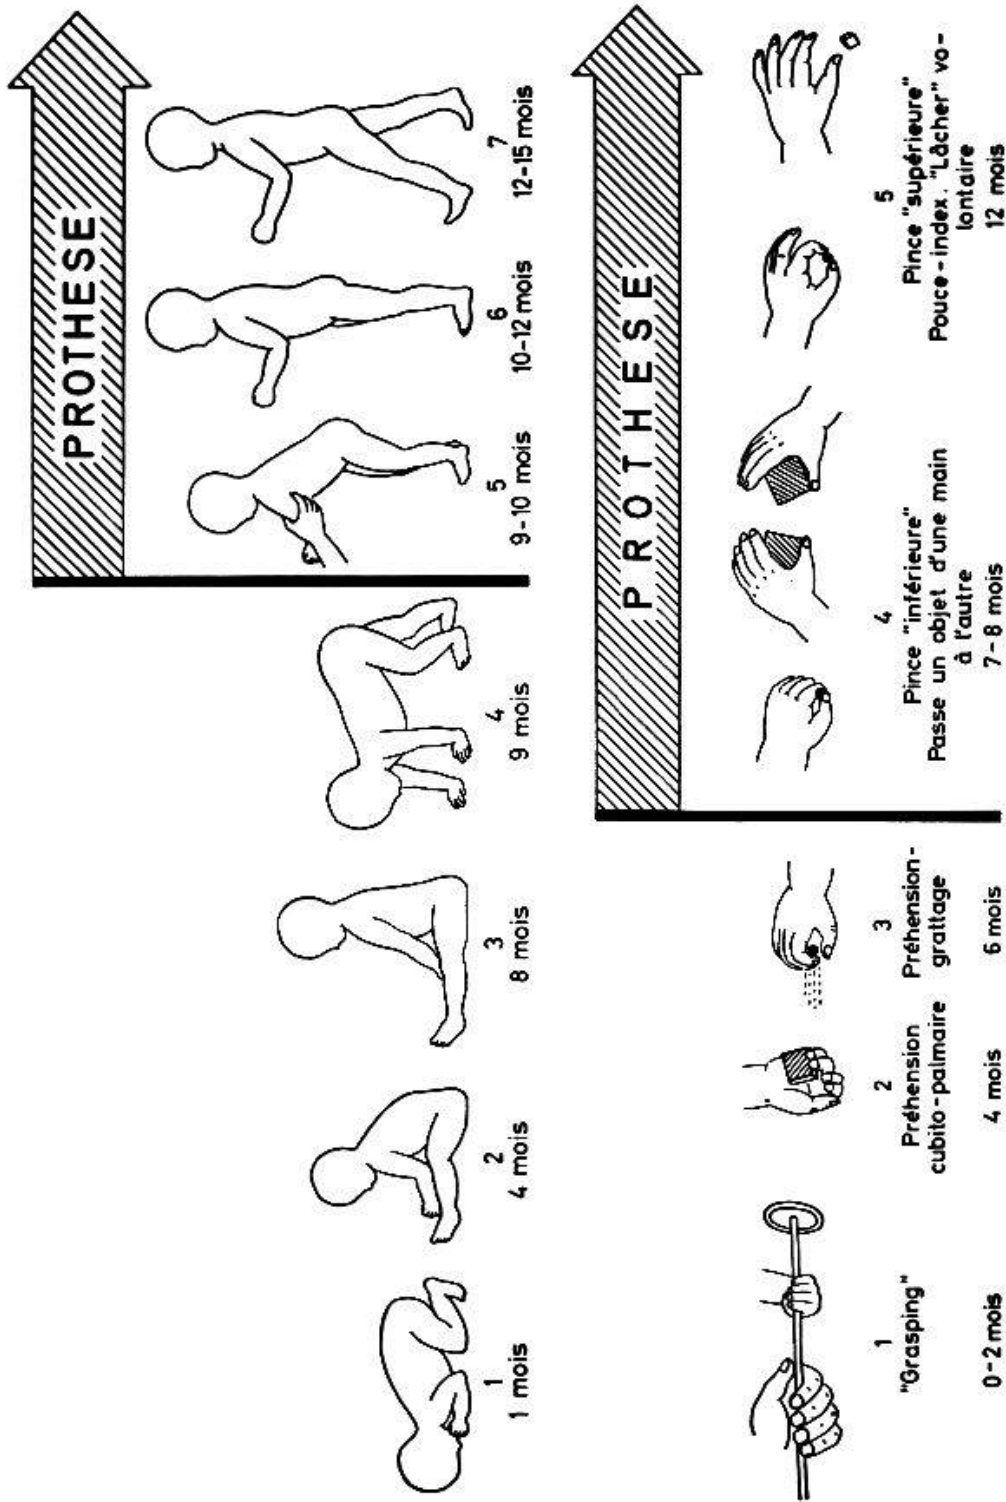 PROTHESE
1
1 mois
2
4 mois
3
8 mois
4
9 mois
5
9-10 mois
6
10-12 mois
7
12-15 mois
PROTHESE
1
"Grasping"
0-2 mois
2
Préhension
cubito-palmaire
4 mois
3
Préhension-
grattage
6 mois
4
Pince "inférieure"
Passe un objet d'une main
à l'autre
7-8 mois
5
Pince "supérieure"
Pouce-index. "Lâcher" vo-
lontaire
12 mois